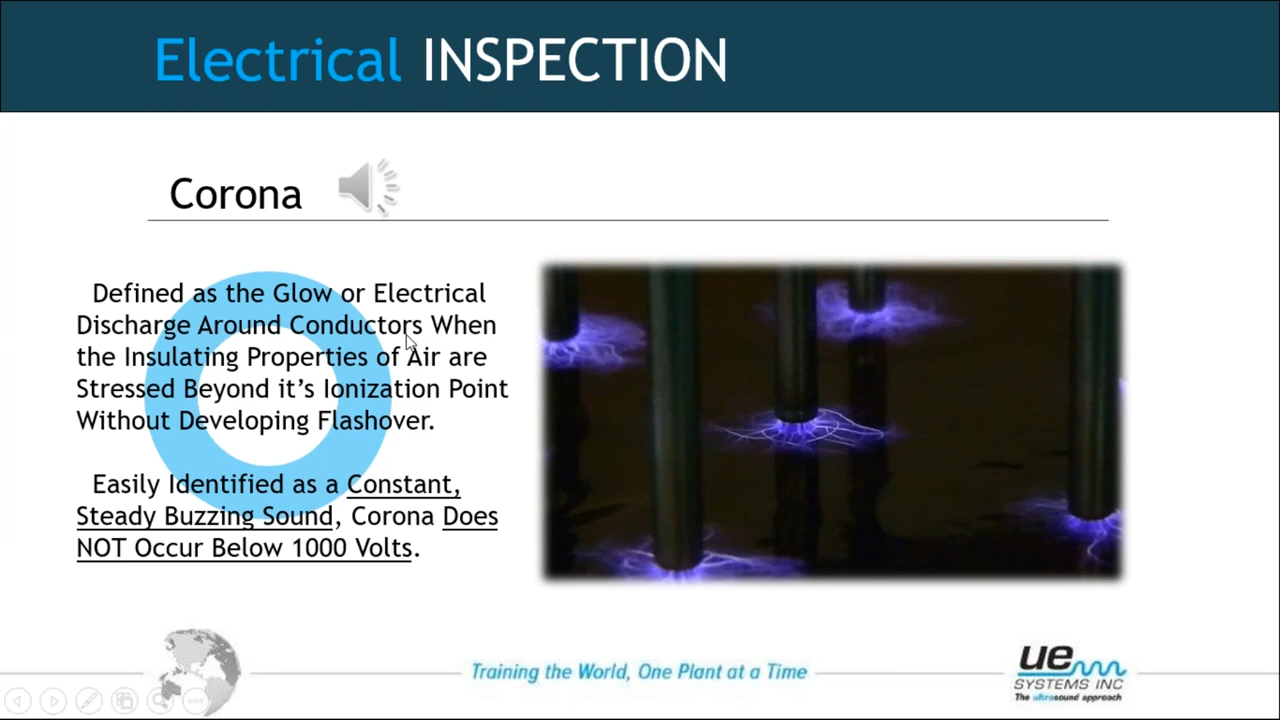 Electrical INSPECTION
Corona
Defined as the Glow or Electrical
Discharge Around Conductors When
the Insulating Properties of Air are
Stressed Beyond it’s Ionization Point
Without Developing Flashover.
Easily Identified as a Constant,
Steady Buzzing Sound, Corona Does
NOT Occur Below 1000 Volts.
Training the World, One Plant at a Time
ue
SYSTEMS INC
The ultrasound approach